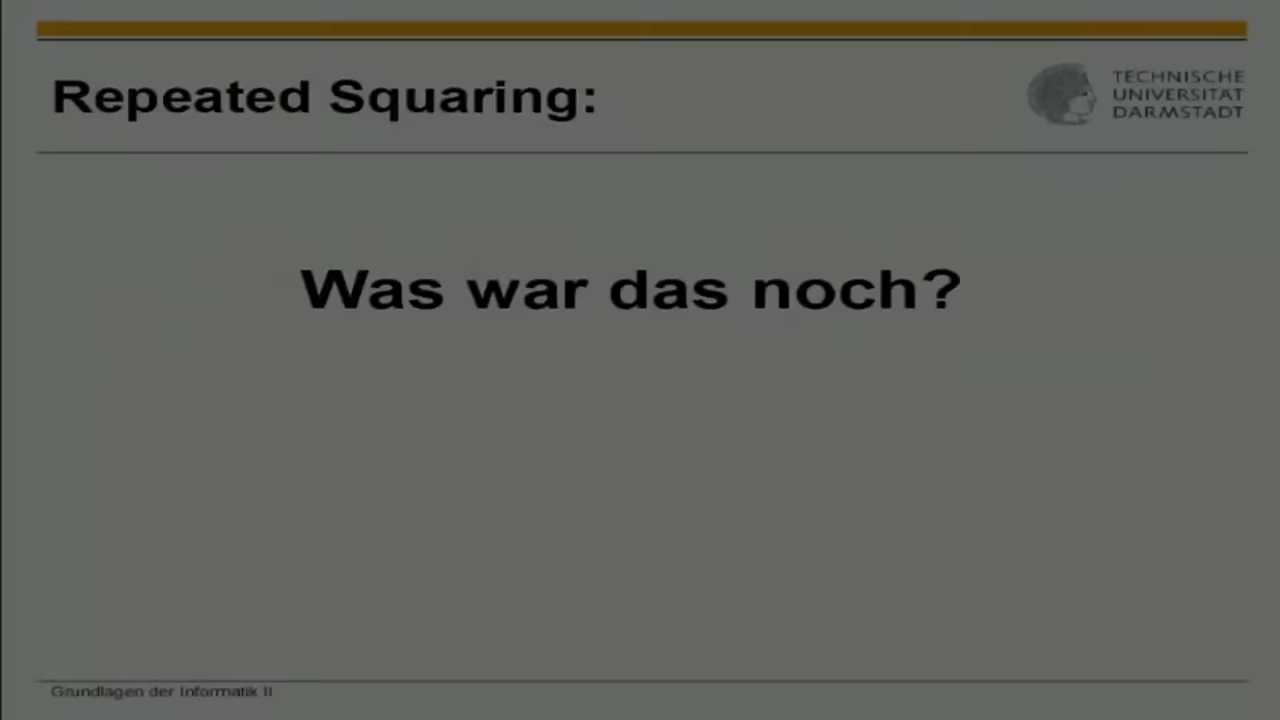 Repeated Squaring:
TECHNISCHE
UNIVERSITÄT
DARMSTADT
Was war das noch?
Grundlagen der Informatik II